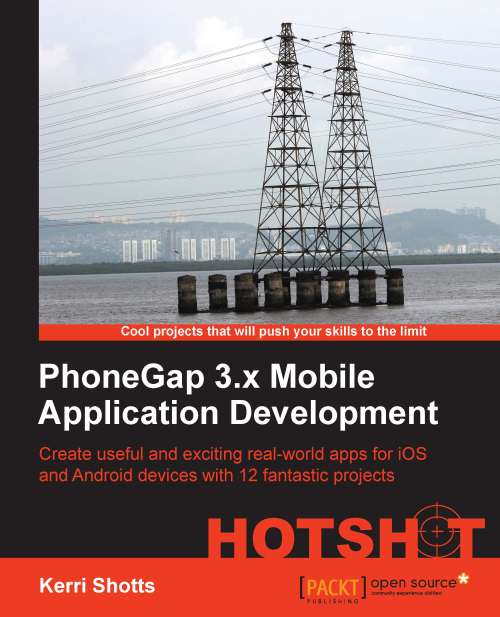 Cool projects that will push your skills to the limit
PhoneGap 3.x Mobile
Application Development
Create useful and exciting real-world apps for iOS
and Android devices with 12 fantastic projects
HOTSHOT
Kerri Shotts
[PACKT]
PUBLISHING
open source*
community experience distilled